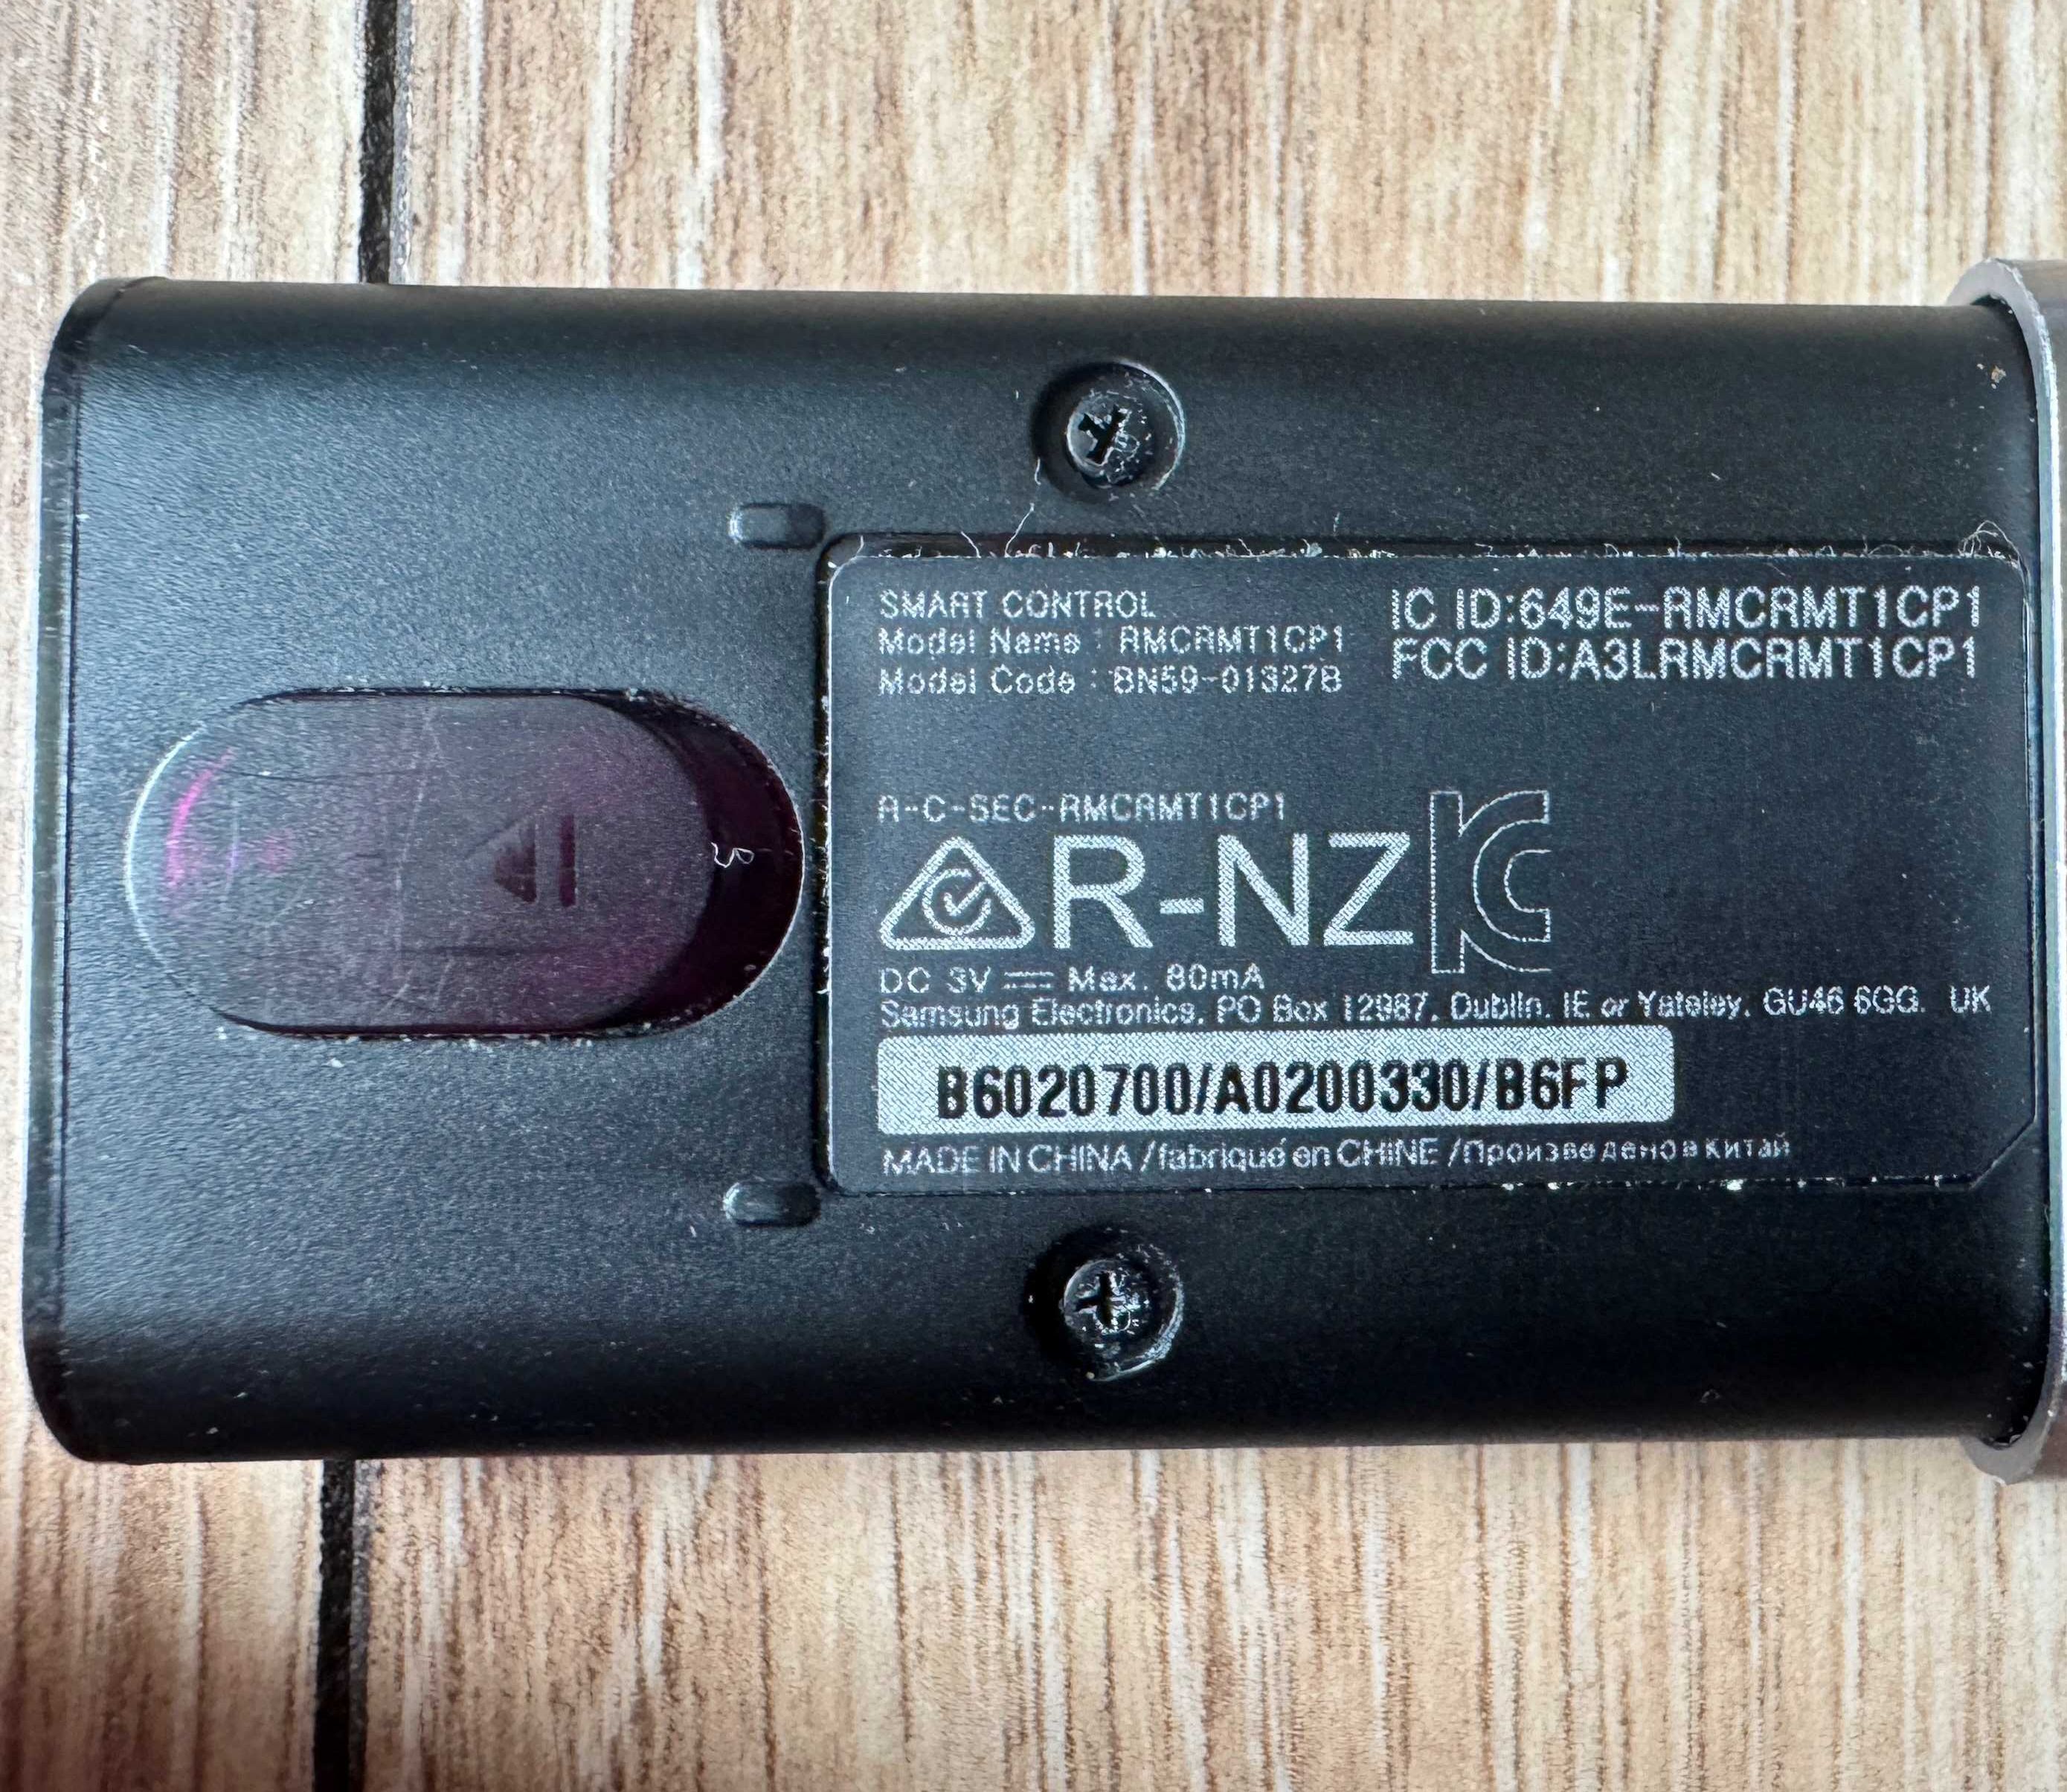 SMART CONTROL
Model Name : RMCRMT1CP1
Model Code : BN59-01327B
IC ID:649E-RMCRMT1CP1
FCC ID:A3LRMCRMT1CP1
R-C-SEC-RMCRMT1CP1
R-NZ
DC 3V Max. 80mA
Samsung Electronics, PO Box 12987, Dublin. IE or Yateley, GU46 6GG. UK
B6020700/A0200330/B6FP
MADE IN CHINA /fabriqué en CHINE /Произведено в Китай